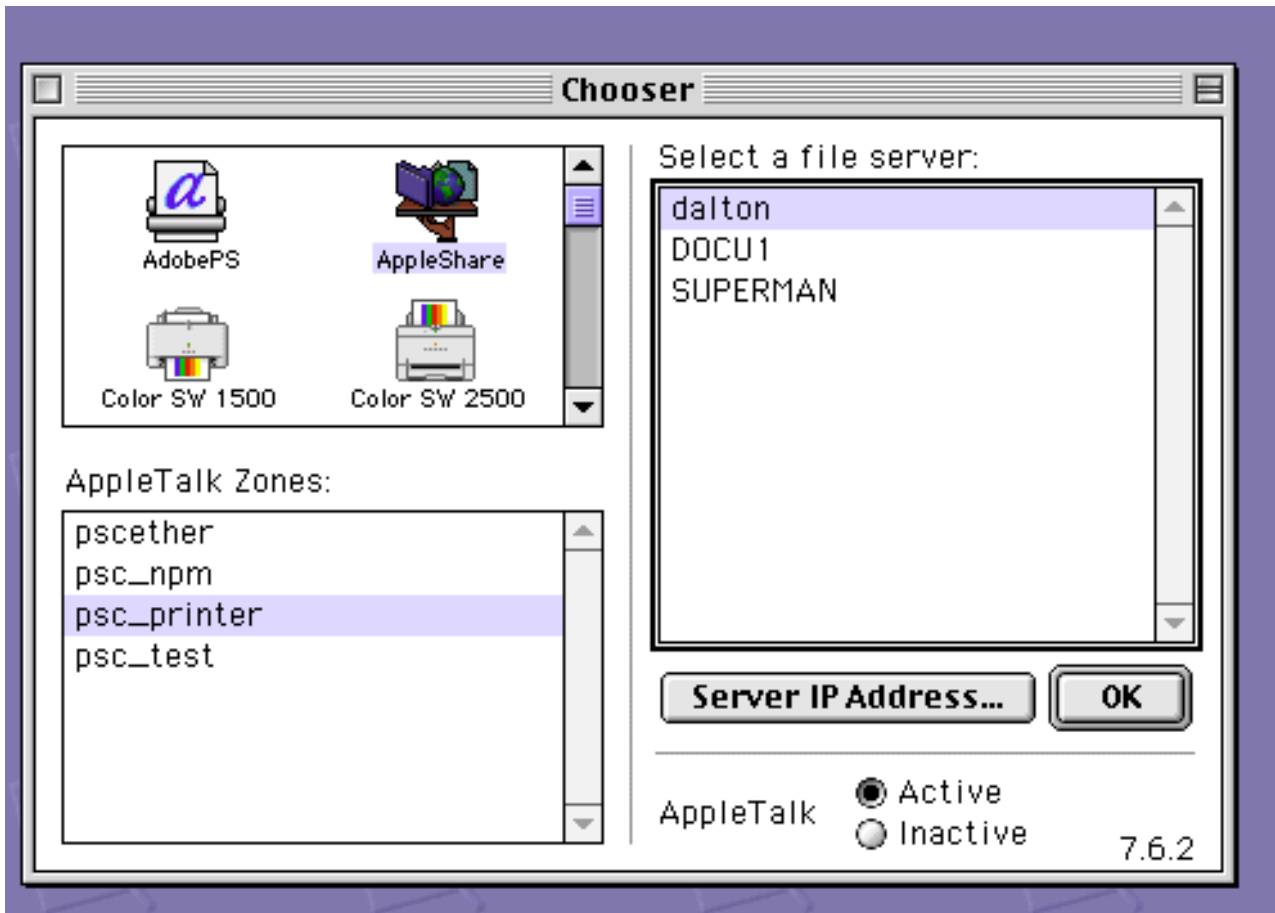 Chooser
AdobePS
AppleShare
Color SW 1500
Color SW 2500
AppleTalk Zones:
pscether
psc_npm
psc_printer
psc_test
Select a file server:
dalton
DOCU1
SUPERMAN
Server IP Address...
OK
AppleTalk
Active
Inactive
7.6.2